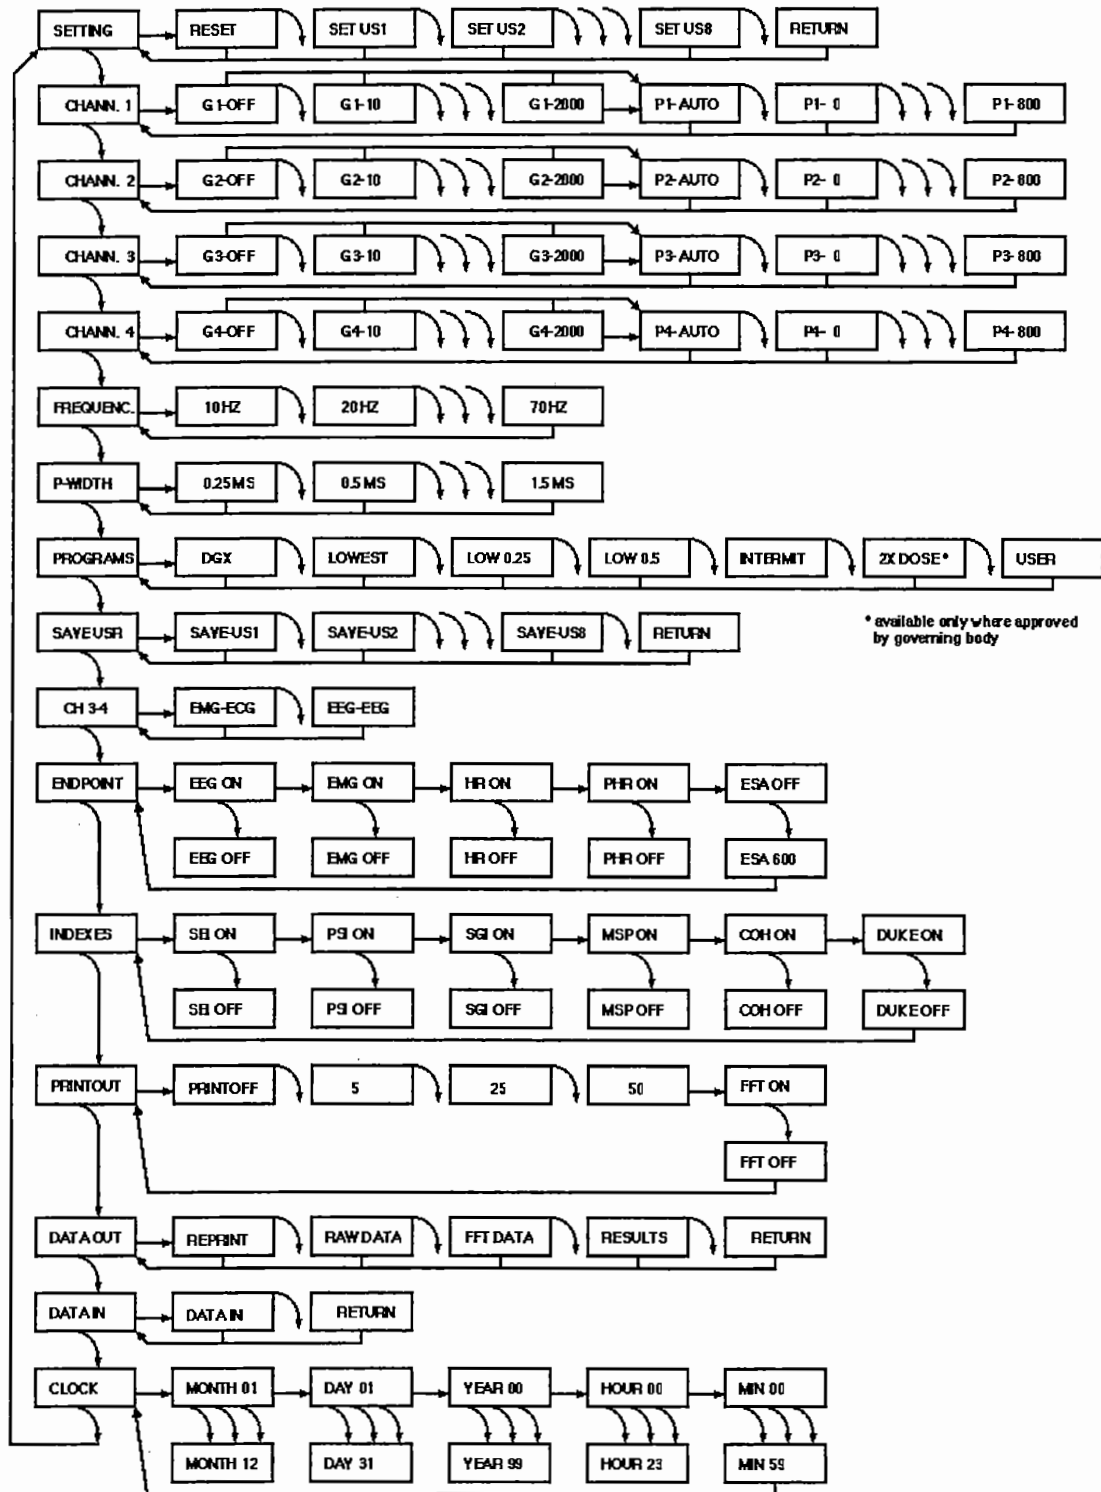 SETTING RESET SET US1 SET US2 SET US8 RETURN
CHANN. 1 G1-OFF G1-10 G1-2000 P1-AUTO P1- 0 P1-800
CHANN. 2 G2-OFF G2-10 G2-2000 P2-AUTO P2- 0 P2-800
CHANN. 3 G3-OFF G3-10 G3-2000 P3-AUTO P3- 0 P3-800
CHANN. 4 G4-OFF G4-10 G4-2000 P4-AUTO P4- 0 P4-800
FREQUENC. 10HZ 20HZ 70HZ
P-WIDTH 0.25MS 0.5MS 1.5MS
PROGRAMS DGX LOWEST LOW 0.25 LOW 0.5 INTERMIT 2X DOSE* USER
SAVE USR SAVE-US1 SAVE-US2 SAVE-US8 RETURN
* available only where approved
by governing body
CH 3-4 EMG-ECG EEG-EEG
ENDPOINT EEG ON EMG ON HR ON PHR ON ESA OFF
EEG OFF EMG OFF HR OFF PHR OFF ESA 600
INDEXES SEI ON PSI ON SGI ON MSP ON COH ON DUKE ON
SEI OFF PSI OFF SGI OFF MSP OFF COH OFF DUKE OFF
PRINTOUT PRINTOFF 5 25 50 FFT ON
FFT OFF
DATA OUT REPRINT RAW DATA FFT DATA RESULTS RETURN
DATA IN DATA IN RETURN
CLOCK MONTH 01 DAY 01 YEAR 00 HOUR 00 MIN 00
MONTH 12 DAY 31 YEAR 99 HOUR 23 MIN 59